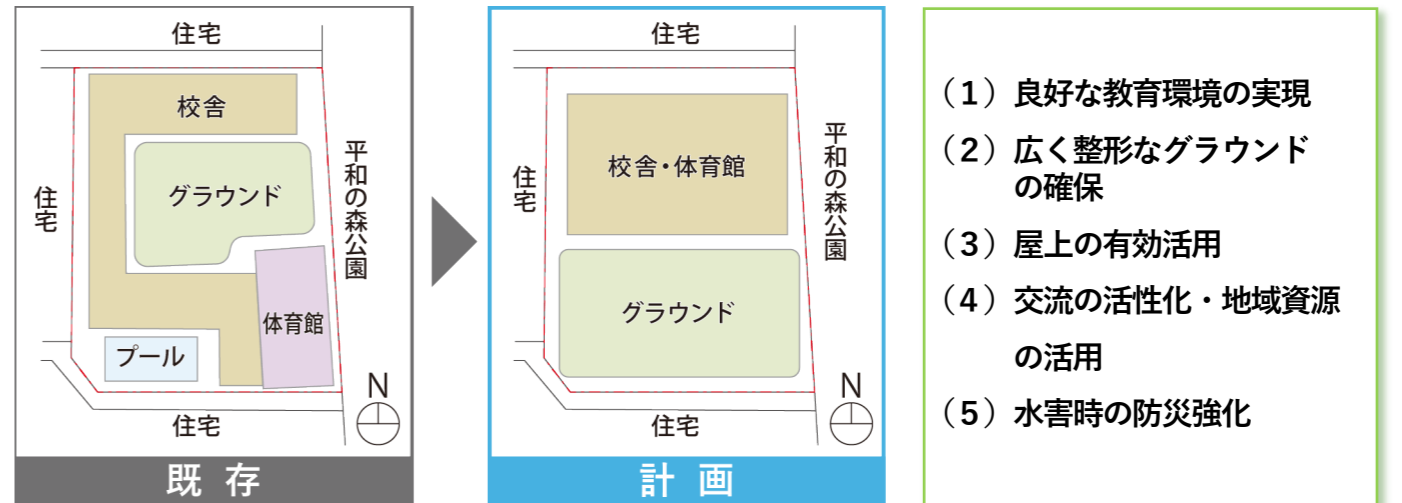 住宅
校舎
グラウンド
住宅
平和の森公園
体育館
プール
住宅
N
既存
住宅
校舎・体育館
住宅
平和の森公園
グラウンド
住宅
N
計画
（１）良好な教育環境の実現
（２）広く整形なグラウンド
の確保
（３）屋上の有効活用
（４）交流の活性化・地域資源
の活用
（５）水害時の防災強化